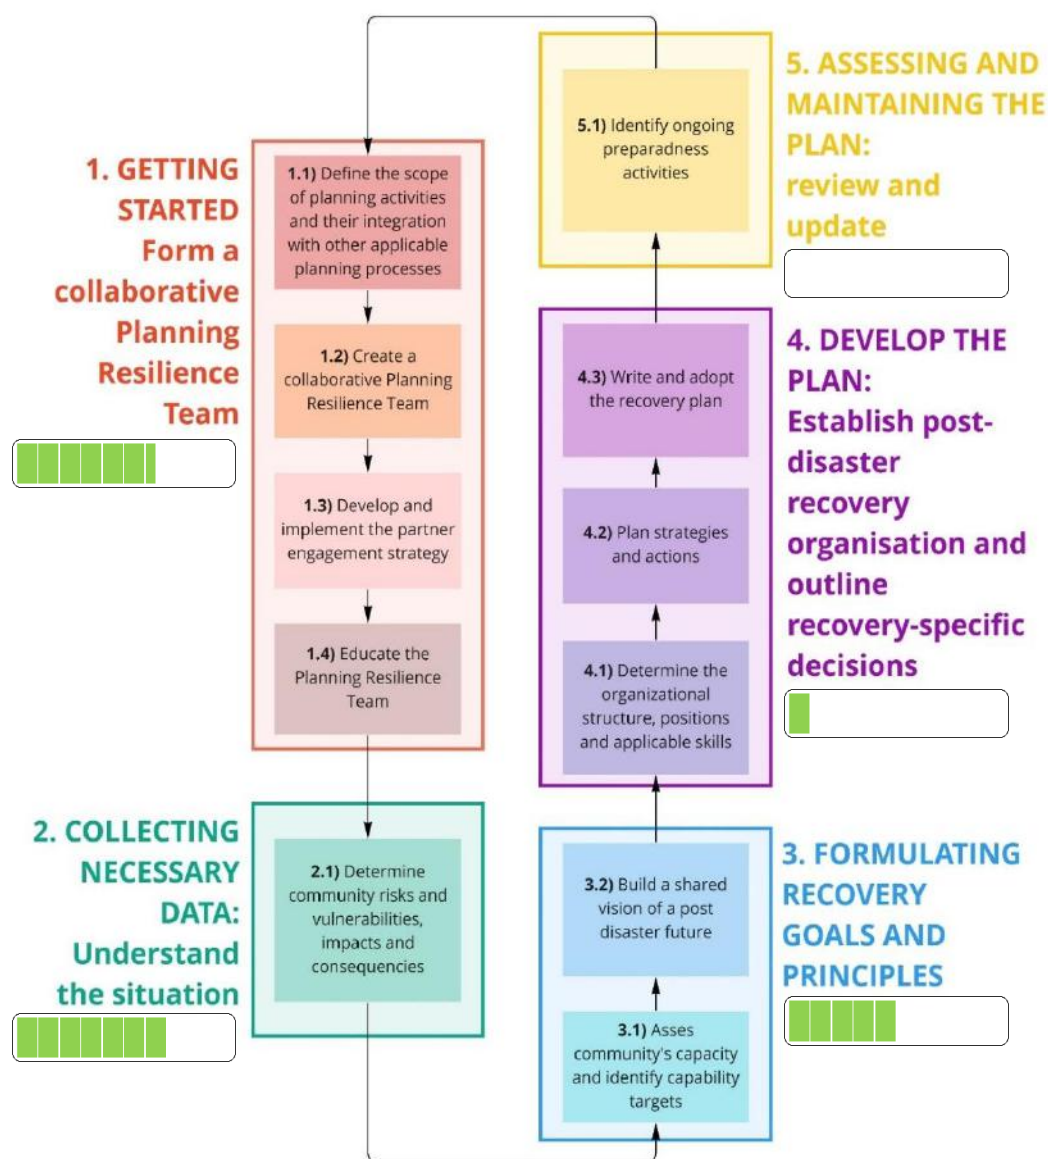 1. GETTING
STARTED
Form a
collaborative
Planning
Resilience
Team
1.1) Define the scope
of planning activities
and their integration
with other applicable
planning processes
1.2) Create a
collaborative Planning
Resilience Team
1.3) Develop and
implement the partner
engagement strategy
1.4) Educate the
Planning Resilience
Team
2. COLLECTING
NECESSARY
DATA:
Understand
the situation
2.1) Determine
community risks and
vulnerabilities,
impacts and
consequencies
3. FORMULATING
RECOVERY
GOALS AND
PRINCIPLES
3.1) Asses
community's capacity
and identify capability
targets
3.2) Build a shared
vision of a post
disaster future
4. DEVELOP THE
PLAN:
Establish post-
disaster
recovery
organisation and
outline
recovery-specific
decisions
4.1) Determine the
organizational
structure, positions
and applicable skills
4.2) Plan strategies
and actions
4.3) Write and adopt
the recovery plan
5. ASSESSING AND
MAINTAINING THE
PLAN:
review and
update
5.1) Identify ongoing
preparadness
activities